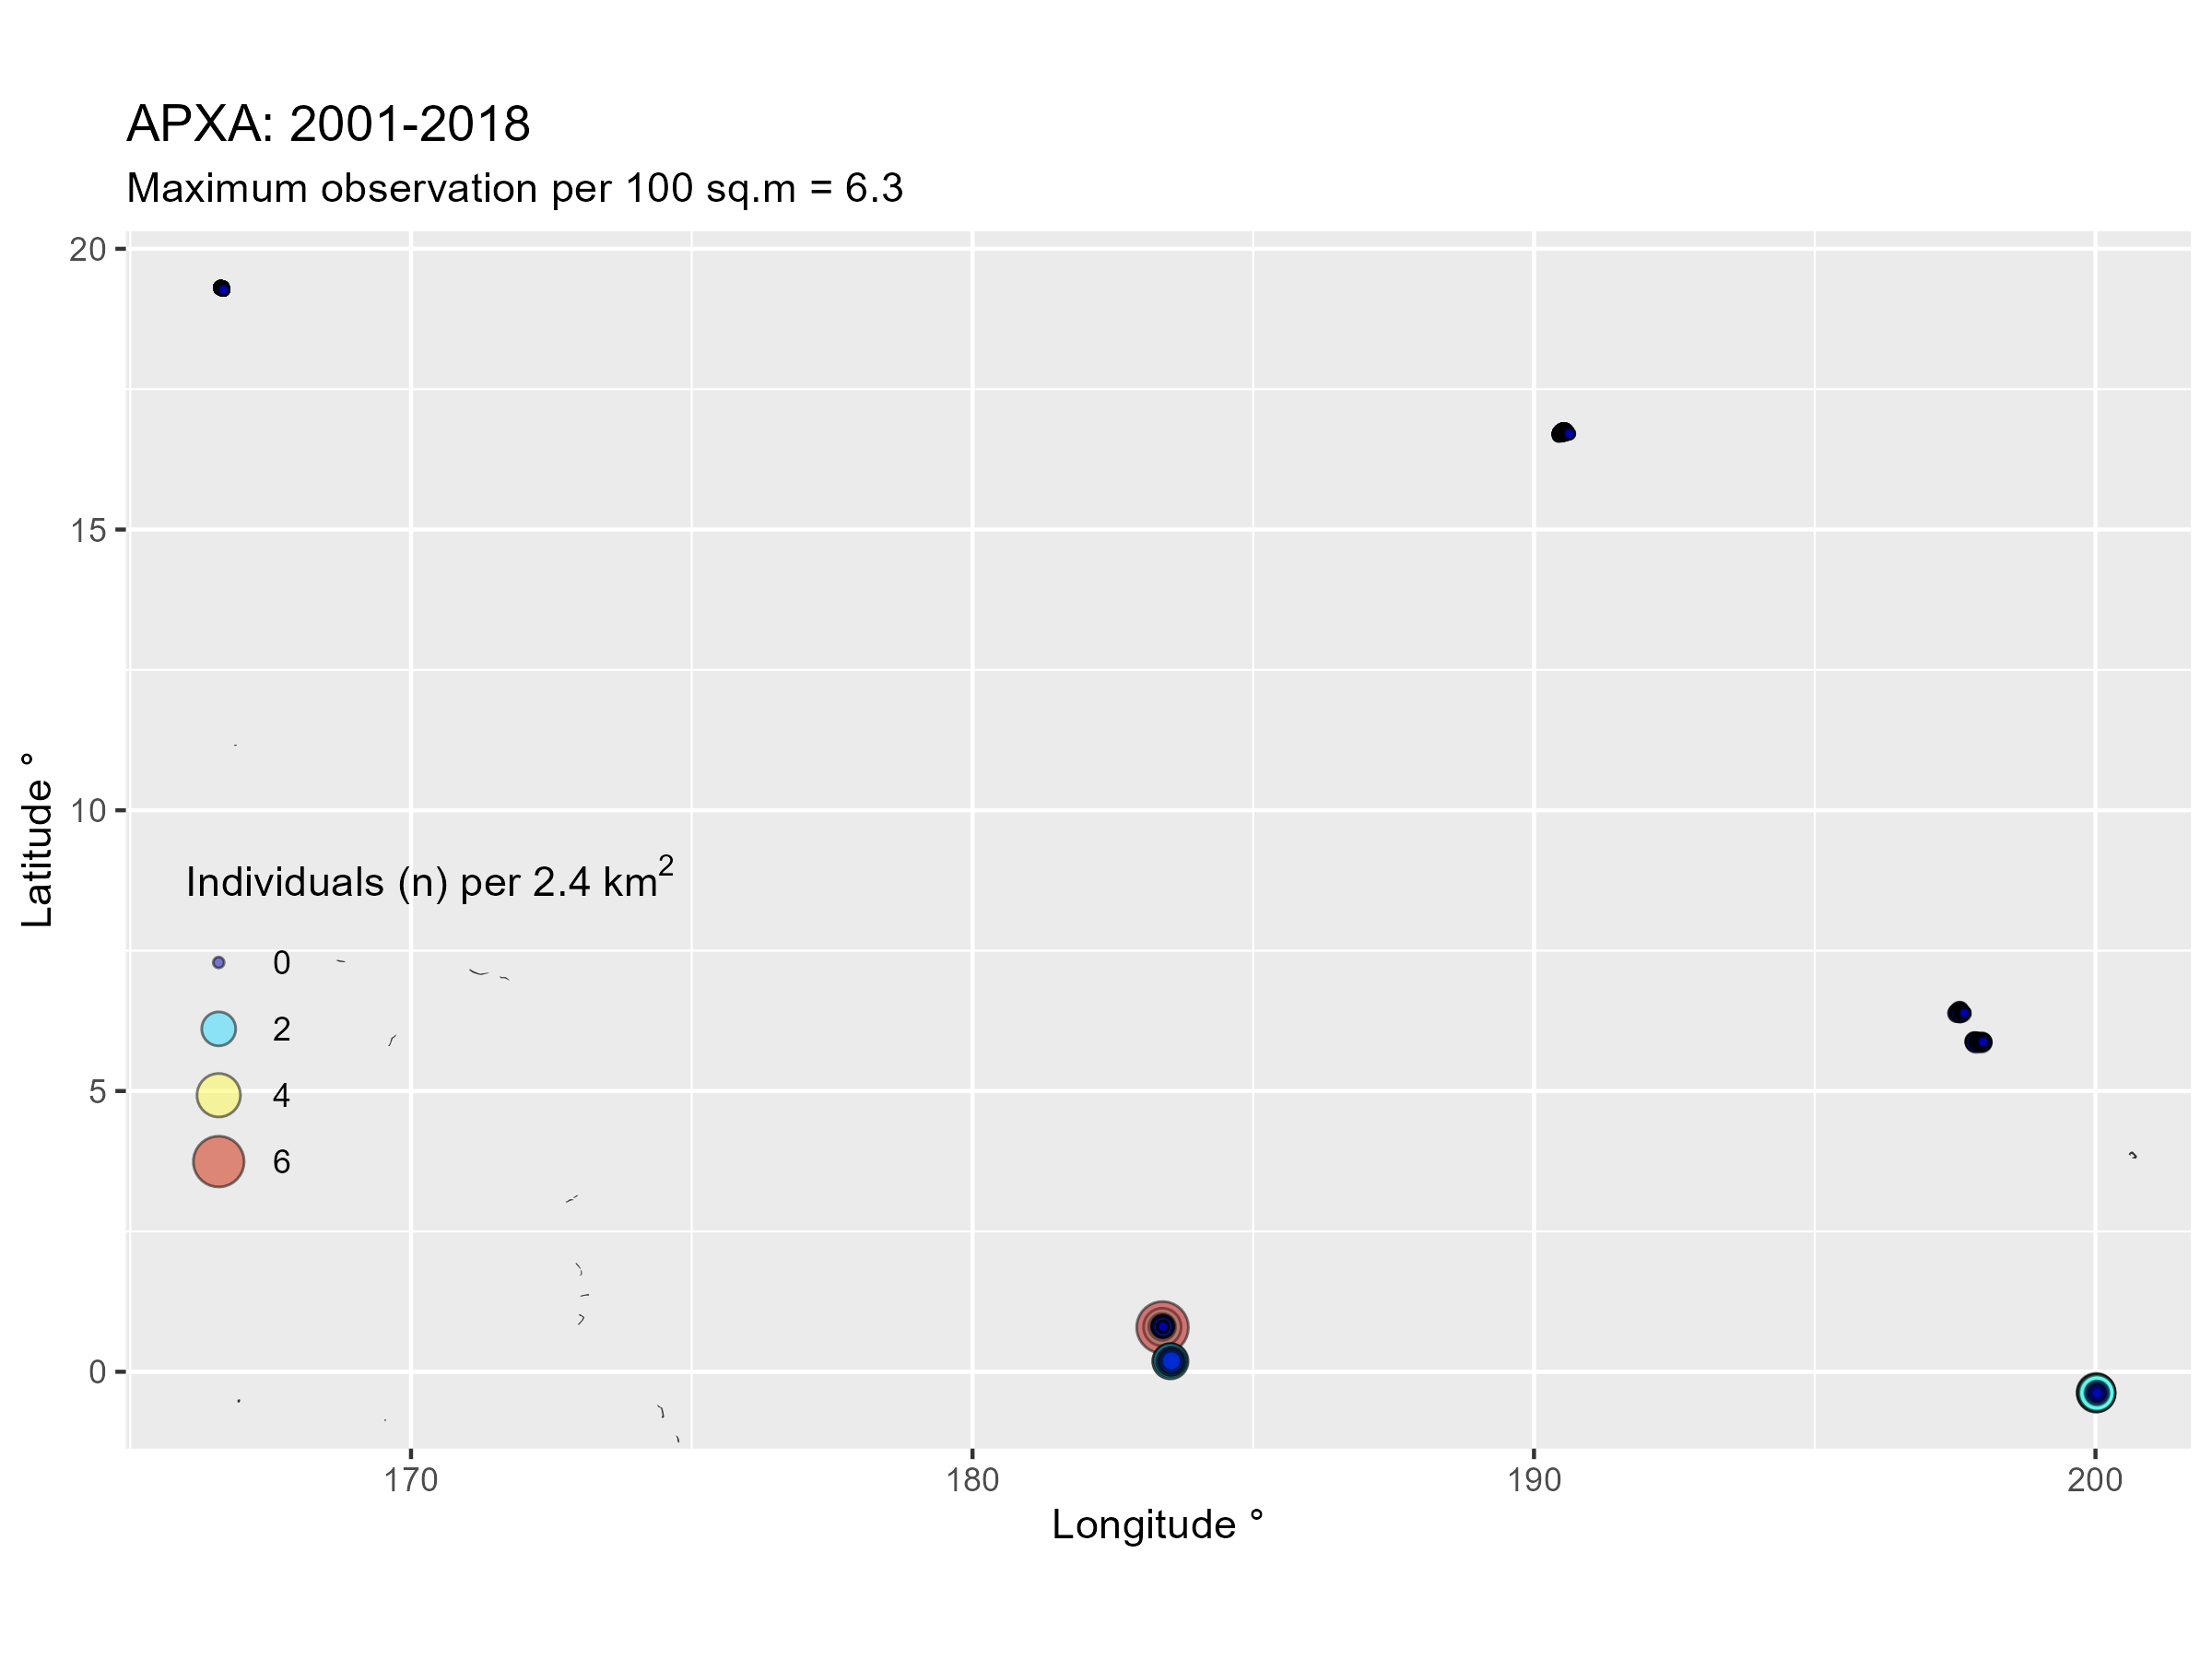 APXA: 2001-2018
Maximum observation per 100 sq.m = 6.3
20
15
10
5
0
Latitude °
Individuals (n) per 2.4 km²
0
2
4
6
170
180
190
200
Longitude °